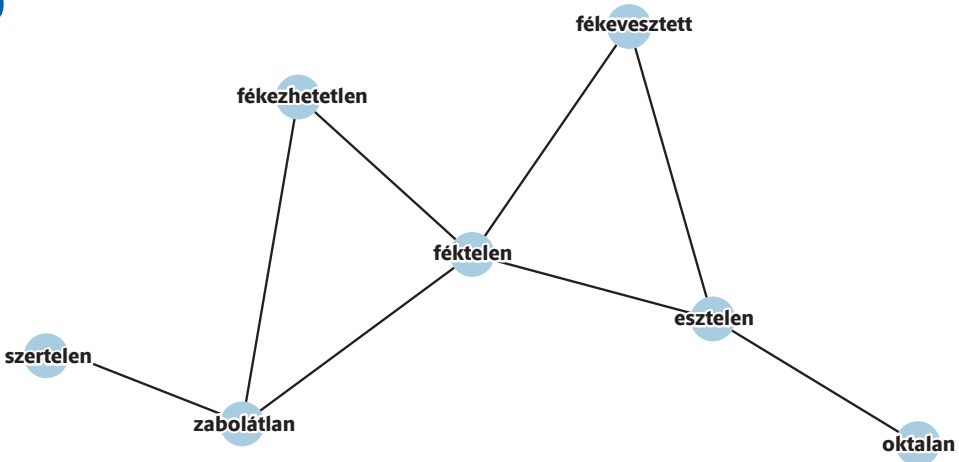 fékevesztett
fékezhetetlen
féktelen
esztelen
szertelen
zabolátlan
oktalan